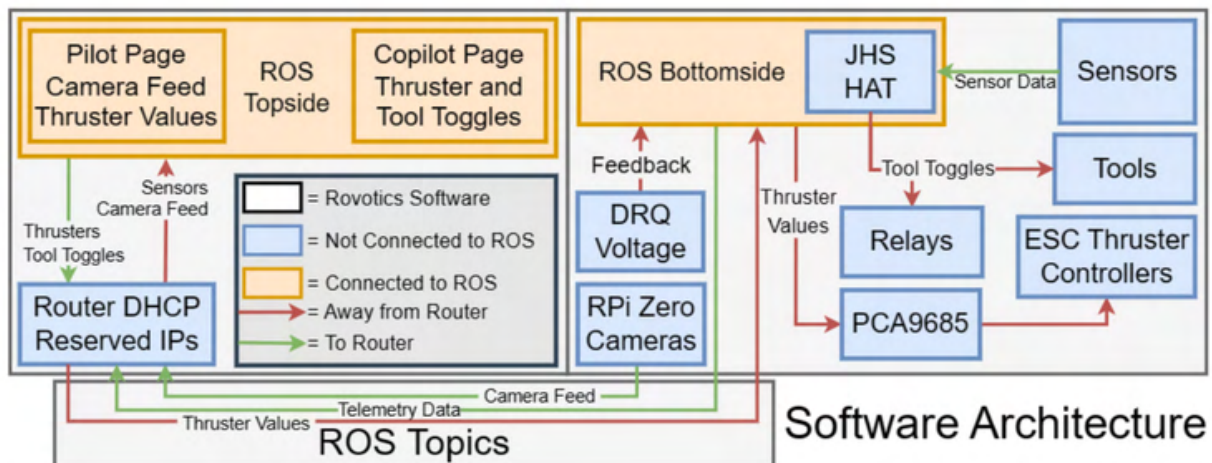 Pilot Page
Camera Feed
Thruster Values
ROS
Topside
Copilot Page
Thruster and
Tool Toggles
Sensors
Camera Feed
Thrusters
Tool Toggles
Router DHCP
Reserved IPs
= Rovotics Software
= Not Connected to ROS
= Connected to ROS
= Away from Router
= To Router
ROS Bottomside
JHS
HAT
Sensor Data
Sensors
Feedback
DRQ
Voltage
RPi Zero
Cameras
Thruster
Values
Tool Toggles
Tools
Relays
ESC Thruster
Controllers
PCA9685
Camera Feed
Telemetry Data
Thruster Values
ROS Topics
Software Architecture